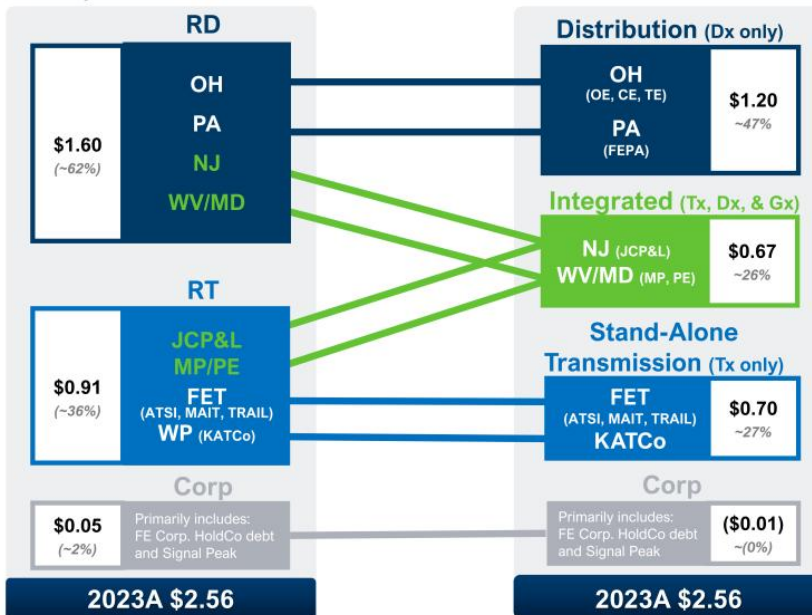 RD
$1.60
(~62%)
OH
PA
NJ
WV/MD
RT
$0.91
(~36%)
JCP&L
MP/PE
FET
(ATSI, MAIT, TRAIL)
WP (KATCo)
Corp
$0.05
(~2%)
Primarily includes:
FE Corp. HoldCo debt
and Signal Peak
2023A $2.56
Distribution (Dx only)
OH
(OE, CE, TE)
PA
(FEPA)
$1.20
~47%
Integrated (Tx, Dx, & Gx)
NJ (JCP&L)
WV/MD (MP, PE)
$0.67
~26%
Stand-Alone
Transmission (Tx only)
FET
(ATSI, MAIT, TRAIL)
KATCo
$0.70
~27%
Corp
Primarily includes:
FE Corp. HoldCo debt
and Signal Peak
($0.01)
~(0%)
2023A $2.56